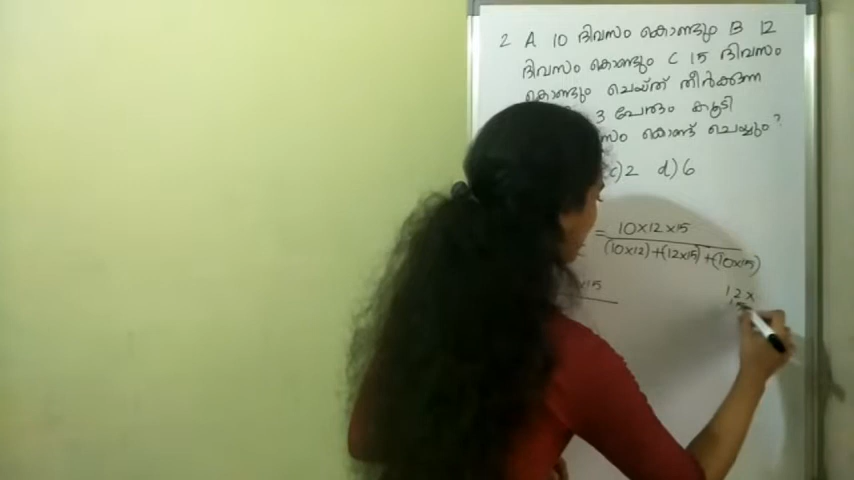 2 A 10 ദിവസം കൊണ്ടും B 12
ദിവസം കൊണ്ടും C 15 ദിവസം
കൊണ്ടും ചെയ്ത് തീർക്കുന്ന
3 പേരും കൂടി
കൊണ്ട് ചെയ്യും?
c) 2 d) 6
= 10×12×15
(10×12)+(12×15)+(10×15)
×15
12×
15